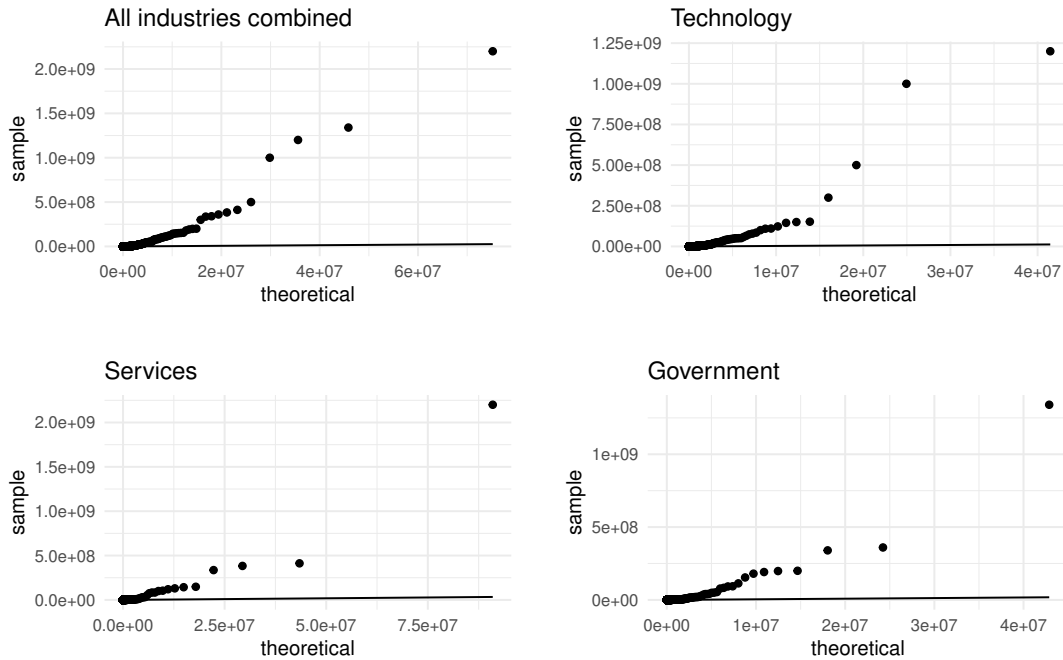 All industries combined
2.0e+09
1.5e+09
1.0e+09
5.0e+08
0.0e+00
sample
0e+00 2e+07 4e+07 6e+07
theoretical
Technology
1.25e+09
1.00e+09
7.50e+08
5.00e+08
2.50e+08
0.00e+00
sample
0e+00 1e+07 2e+07 3e+07 4e+07
theoretical
Services
2.0e+09
1.5e+09
1.0e+09
5.0e+08
0.0e+00
sample
0.0e+00 2.5e+07 5.0e+07 7.5e+07
theoretical
Government
1e+09
5e+08
0e+00
sample
0e+00 1e+07 2e+07 3e+07 4e+07
theoretical